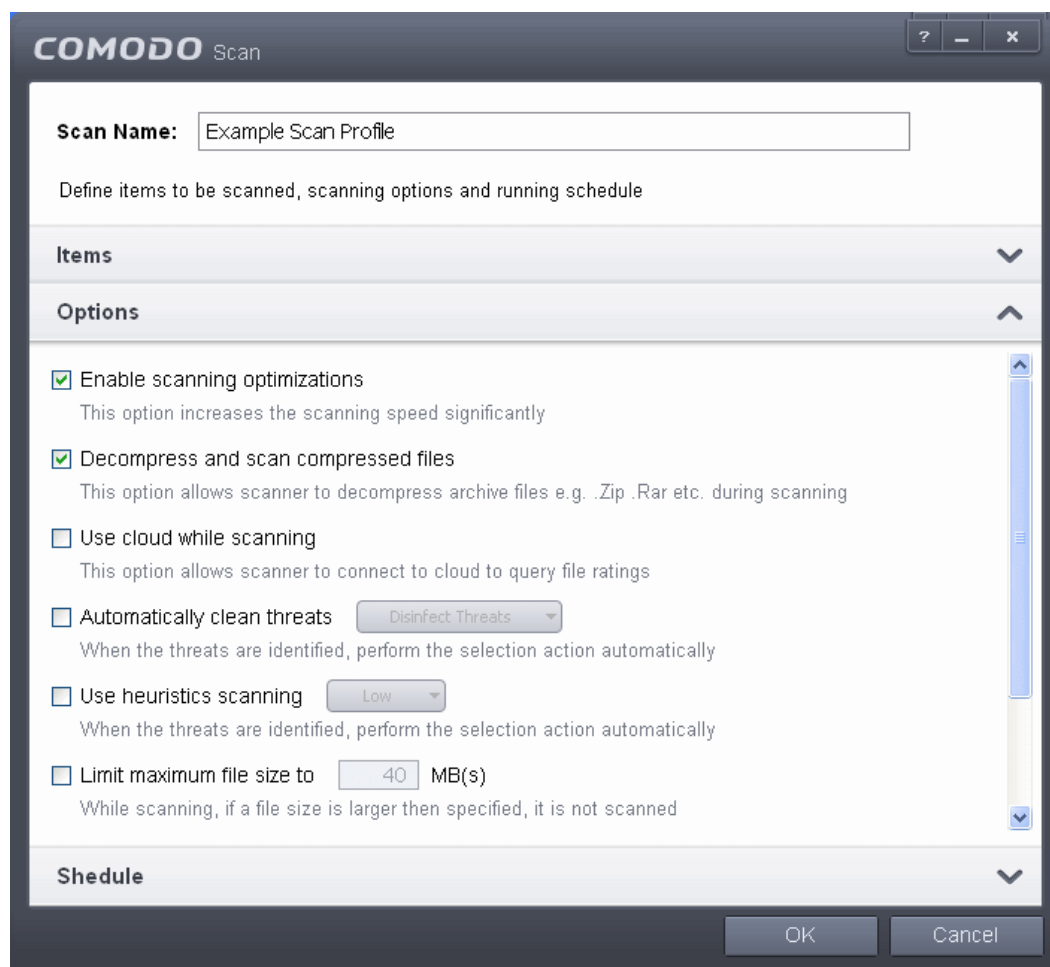 COMODO Scan
?
Scan Name: Example Scan Profile
Define items to be scanned, scanning options and running schedule
Items
Options
Enable scanning optimizations
This option increases the scanning speed significantly
Decompress and scan compressed files
This option allows scanner to decompress archive files e.g. .Zip .Rar etc. during scanning
Use cloud while scanning
This option allows scanner to connect to cloud to query file ratings
Automatically clean threats Disinfect Threats
When the threats are identified, perform the selection action automatically
Use heuristics scanning Low
When the threats are identified, perform the selection action automatically
Limit maximum file size to 40 MB(s)
While scanning, if a file size is larger then specified, it is not scanned
Shedule
OK Cancel